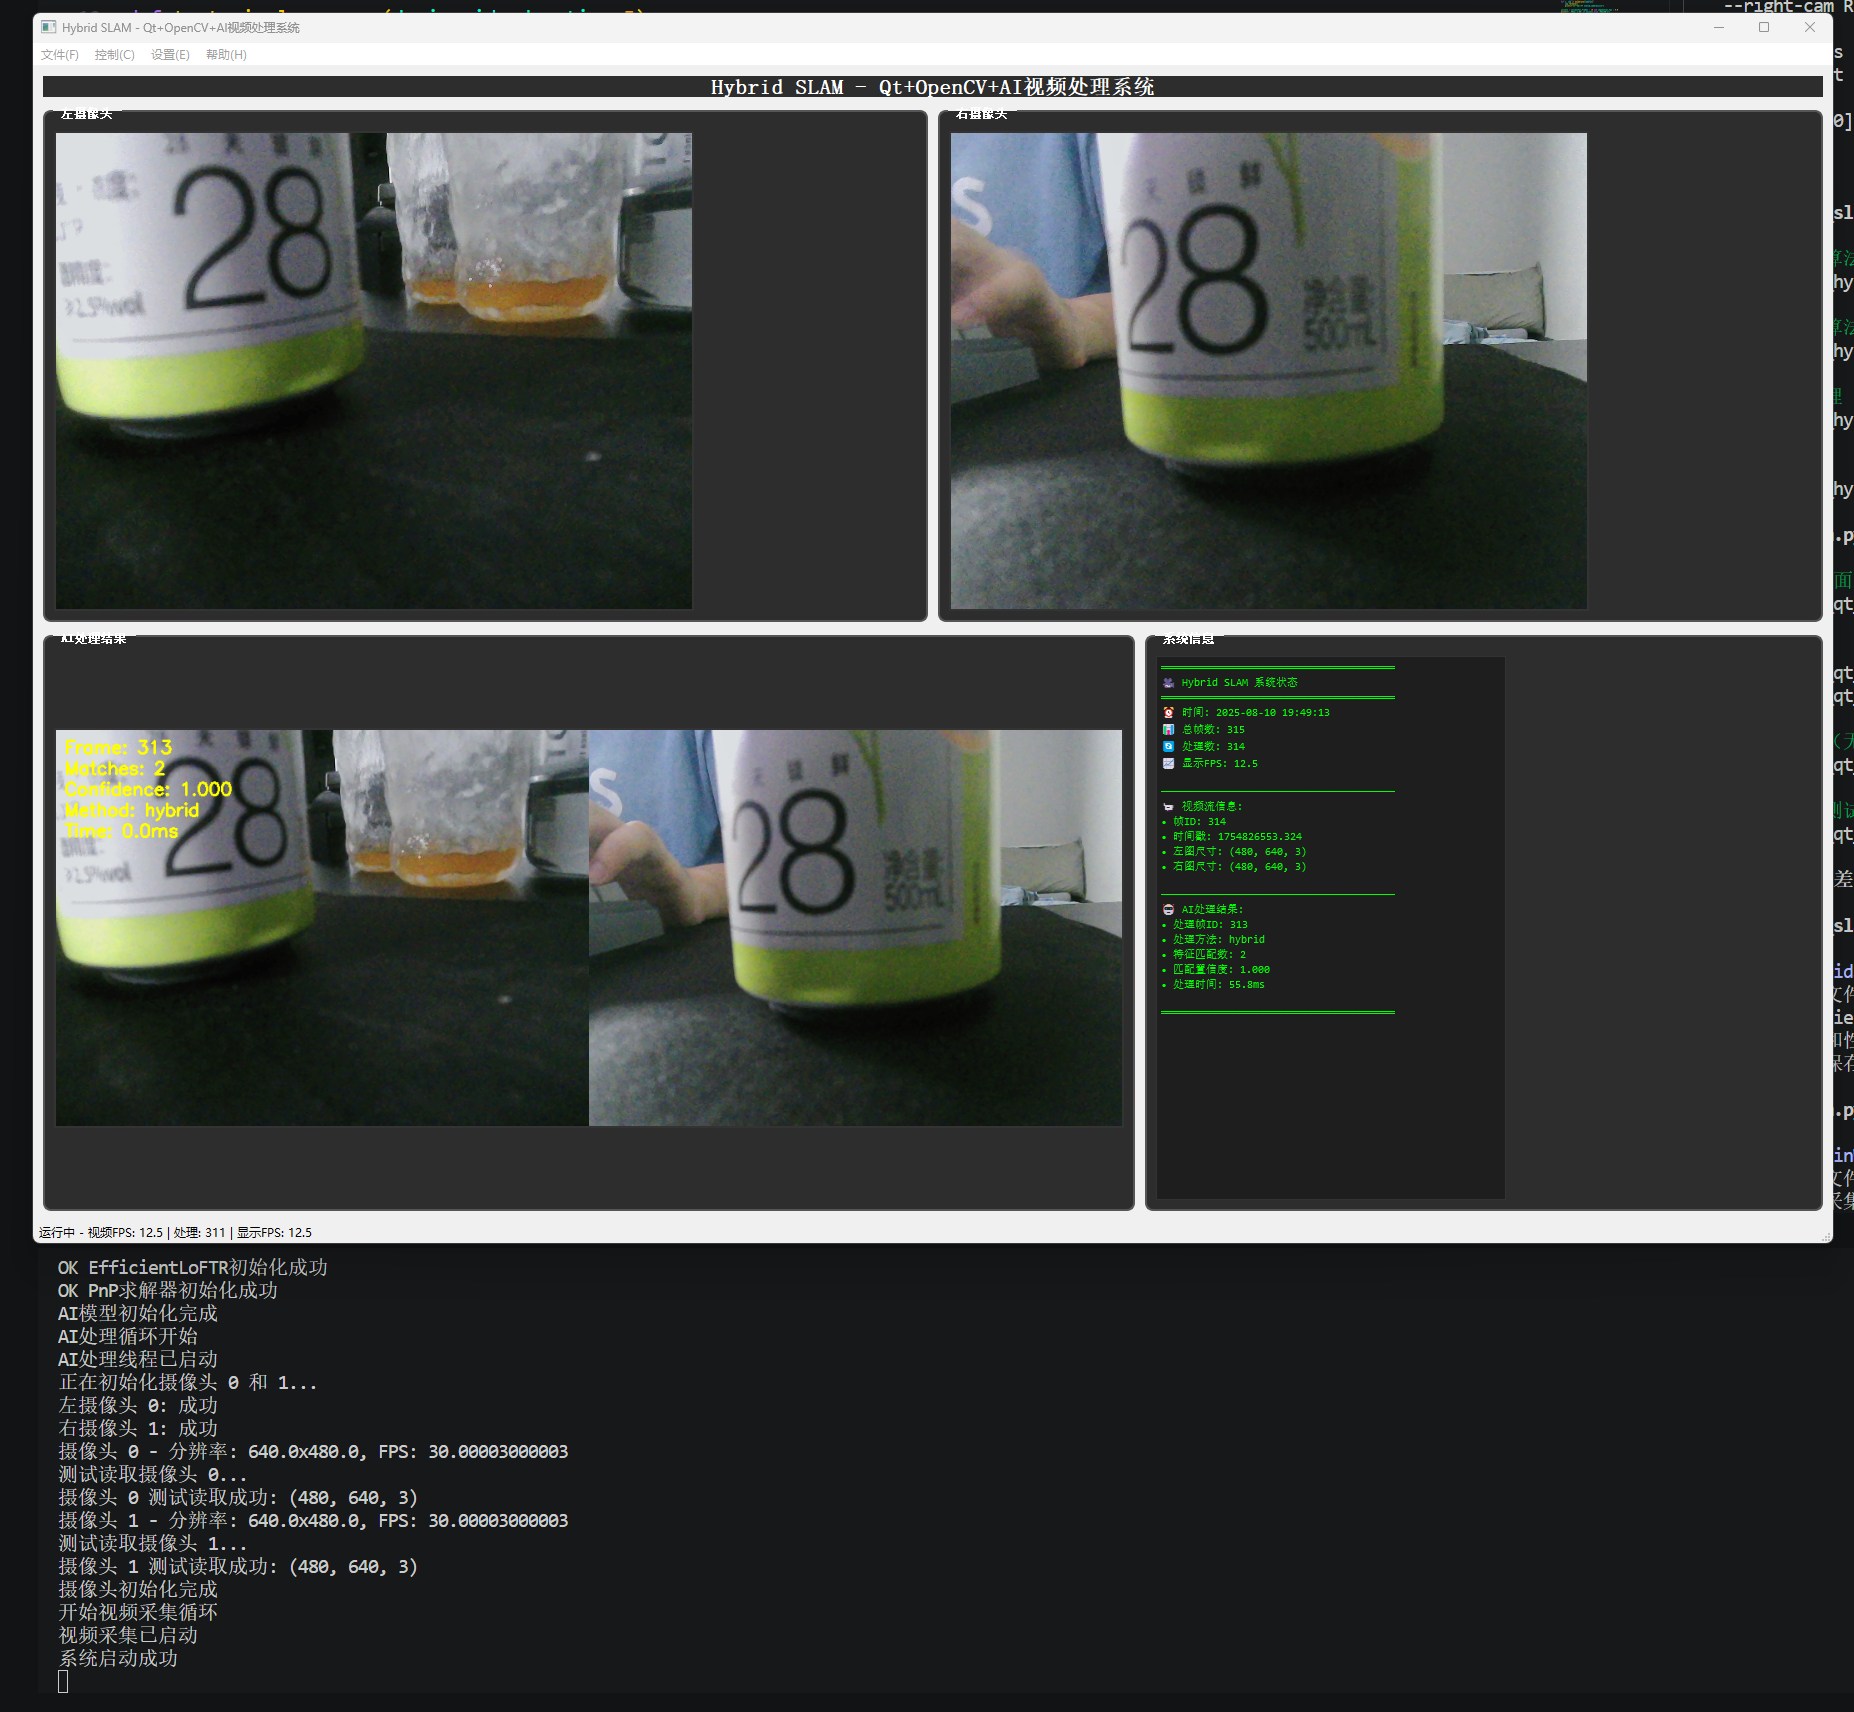 --right-cam R
Hybrid SLAM - Qt+OpenCV+AI视频处理系统
文件(F) 控制(C) 设置(E) 帮助(H)
Hybrid SLAM - Qt+OpenCV+AI视频处理系统
左摄像头
右摄像头
28
28
净含量
500mL
AI处理结果
Frame: 313
Matches: 2
Confidence: 1.000
Method: hybrid
Time: 0.0ms
28
28
净含量
500mL
系统信息
Hybrid SLAM 系统状态
时间: 2025-08-10 19:49:13
总帧数: 315
处理数: 314
显示FPS: 12.5
视频流信息:
• 帧ID: 314
• 时间戳: 1754826553.324
• 左图尺寸: (480, 640, 3)
• 右图尺寸: (480, 640, 3)
AI处理结果:
• 处理帧ID: 313
• 处理方法: hybrid
• 特征匹配数: 2
• 匹配置信度: 1.000
• 处理时间: 55.8ms
运行中 - 视频FPS: 12.5 | 处理: 311 | 显示FPS: 12.5
OK EfficientLoFTR初始化成功
OK PnP求解器初始化成功
AI模型初始化完成
AI处理循环开始
AI处理线程已启动
正在初始化摄像头 0 和 1...
左摄像头 0: 成功
右摄像头 1: 成功
摄像头 0 - 分辨率: 640.0x480.0, FPS: 30.00003000003
测试读取摄像头 0...
摄像头 0 测试读取成功: (480, 640, 3)
摄像头 1 - 分辨率: 640.0x480.0, FPS: 30.00003000003
测试读取摄像头 1...
摄像头 1 测试读取成功: (480, 640, 3)
摄像头初始化完成
开始视频采集循环
视频采集已启动
系统启动成功